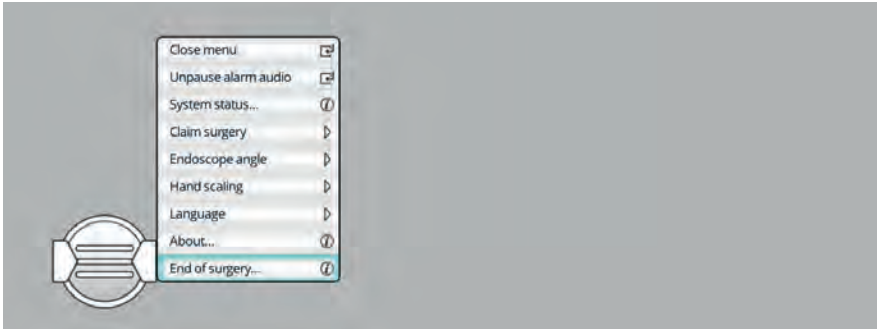 Close menu
Unpause alarm audio
System status...
Claim surgery
Endoscope angle
Hand scaling
Language
About...
End of surgery...